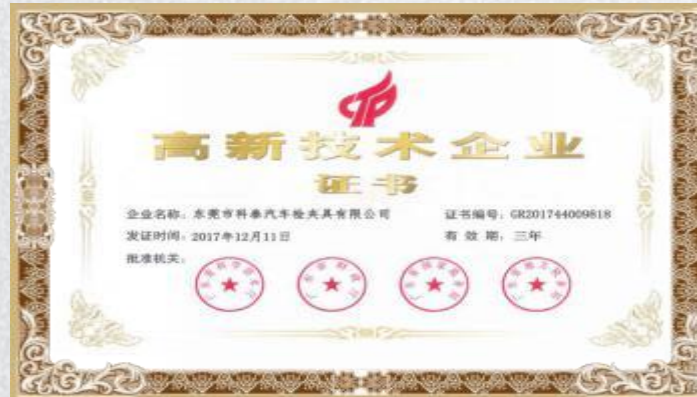 高新技术企业
证书
企业名称：东莞市科泰汽车检夹具有限公司 证书编号：GR201744009818
发证时间：2017年12月11日 有 效 期：三年
批准机关：